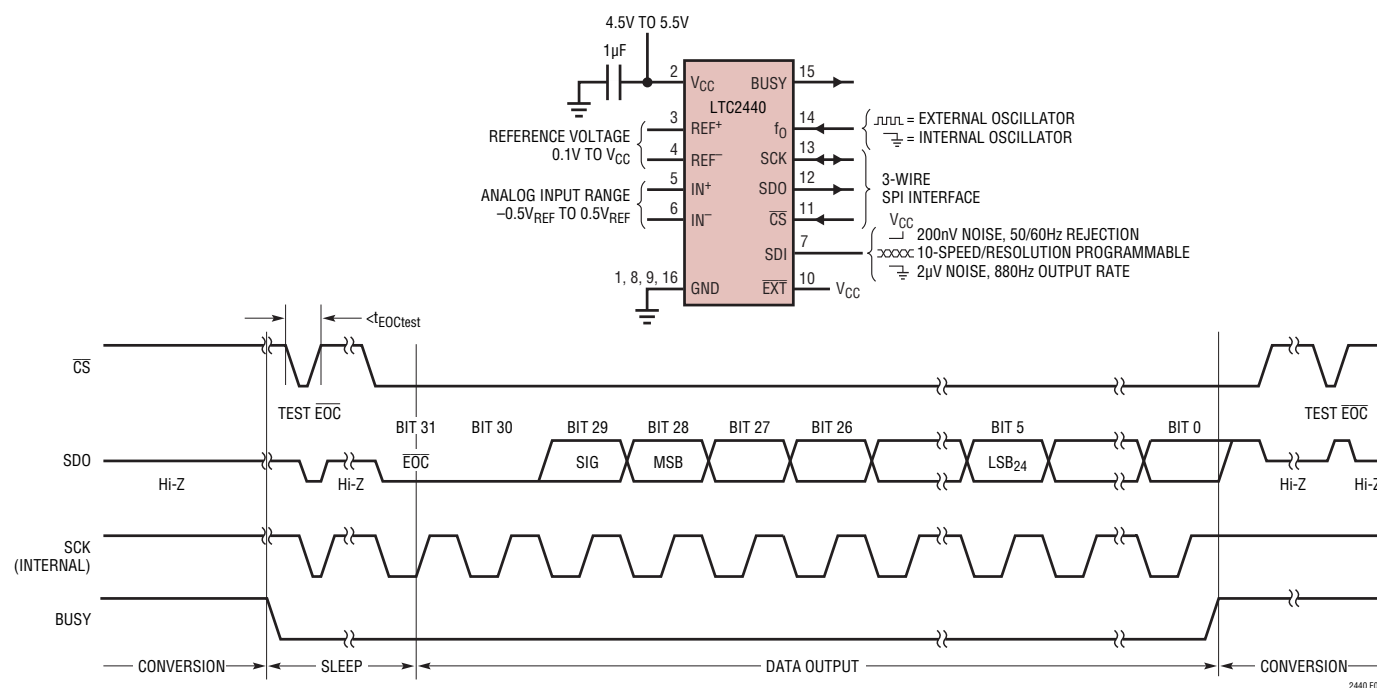 4.5V TO 5.5V
1µF
2
VCC
BUSY
15
LTC2440
3
REF+
fO
14
= EXTERNAL OSCILLATOR
= INTERNAL OSCILLATOR
REFERENCE VOLTAGE
0.1V TO VCC
4
REF–
SCK
13
5
IN+
SDO
12
3-WIRE
SPI INTERFACE
ANALOG INPUT RANGE
–0.5VREF TO 0.5VREF
6
IN–
CS
11
VCC
200nV NOISE, 50/60Hz REJECTION
SDI
7
10-SPEED/RESOLUTION PROGRAMMABLE
2µV NOISE, 880Hz OUTPUT RATE
1, 8, 9, 16
GND
EXT
10
VCC
<tEOCtest
CS
TEST EOC
TEST EOC
BIT 31
BIT 30
BIT 29
BIT 28
BIT 27
BIT 26
BIT 5
BIT 0
SDO
EOC
SIG
MSB
LSB24
Hi-Z
Hi-Z
Hi-Z
Hi-Z
SCK
(INTERNAL)
BUSY
CONVERSION
SLEEP
DATA OUTPUT
CONVERSION